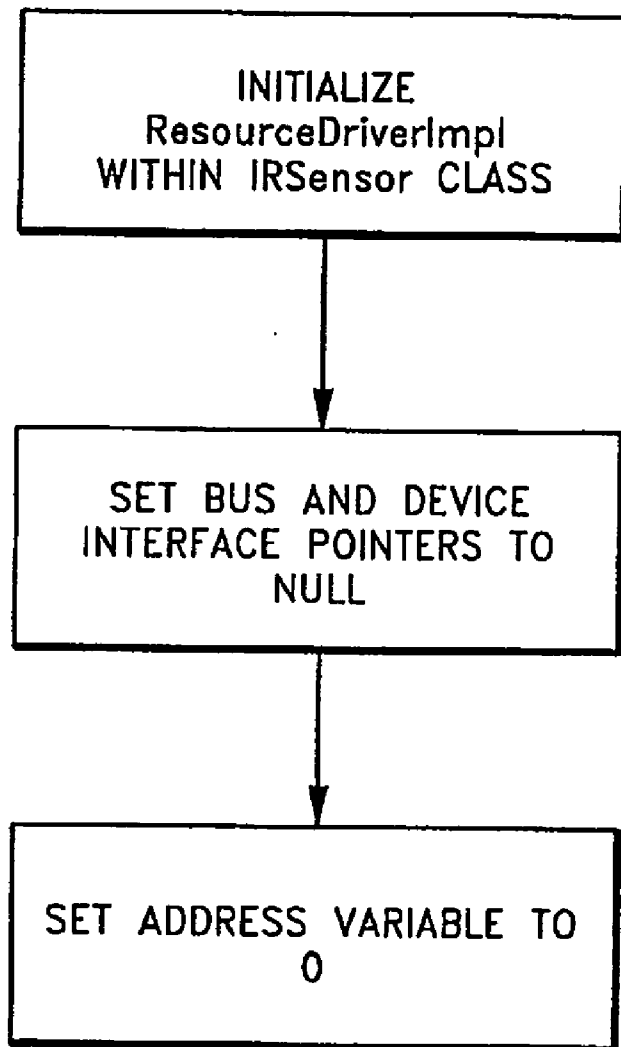 INITIALIZE
ResourceDriverImpl
WITHIN IRSensor CLASS
SET BUS AND DEVICE
INTERFACE POINTERS TO
NULL
SET ADDRESS VARIABLE TO
0